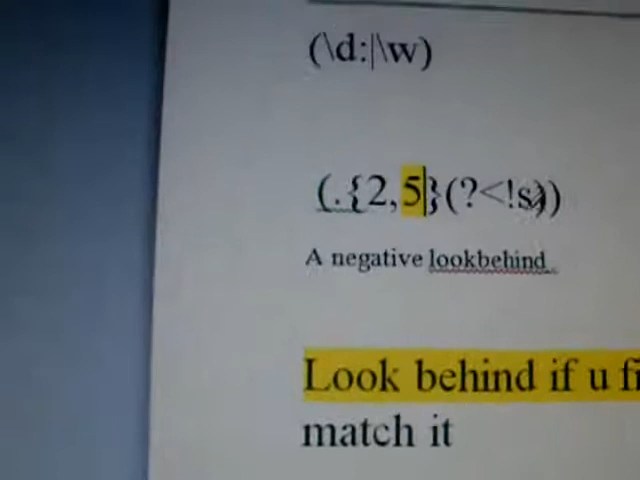 (\d:|\w)
(.{2,5}(?<!s))
A negative lookbehind
Look behind if u
match it